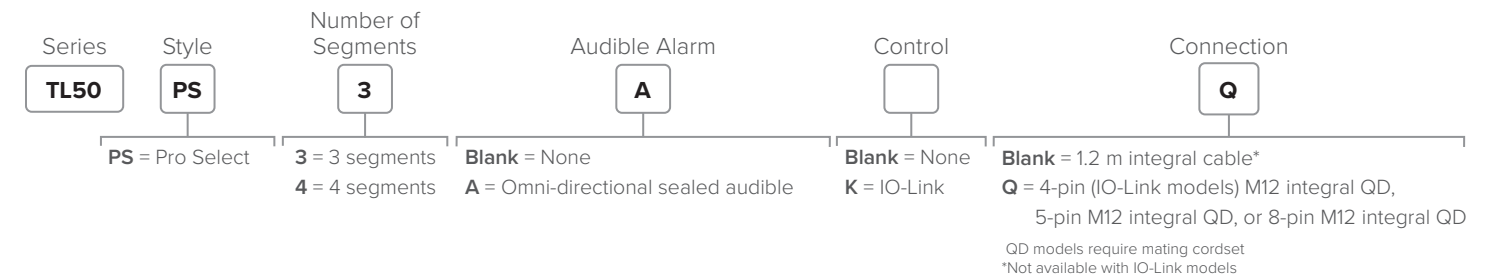 Series
Style
Number of
Segments
Audible Alarm
Control
Connection
TL50
PS
3
A
Q
PS = Pro Select
3 = 3 segments
4 = 4 segments
Blank = None
A = Omni-directional sealed audible
Blank = None
K = IO-Link
Blank = 1.2 m integral cable*
Q = 4-pin (IO-Link models) M12 integral QD,
5-pin M12 integral QD, or 8-pin M12 integral QD
QD models require mating cordset
*Not available with IO-Link models